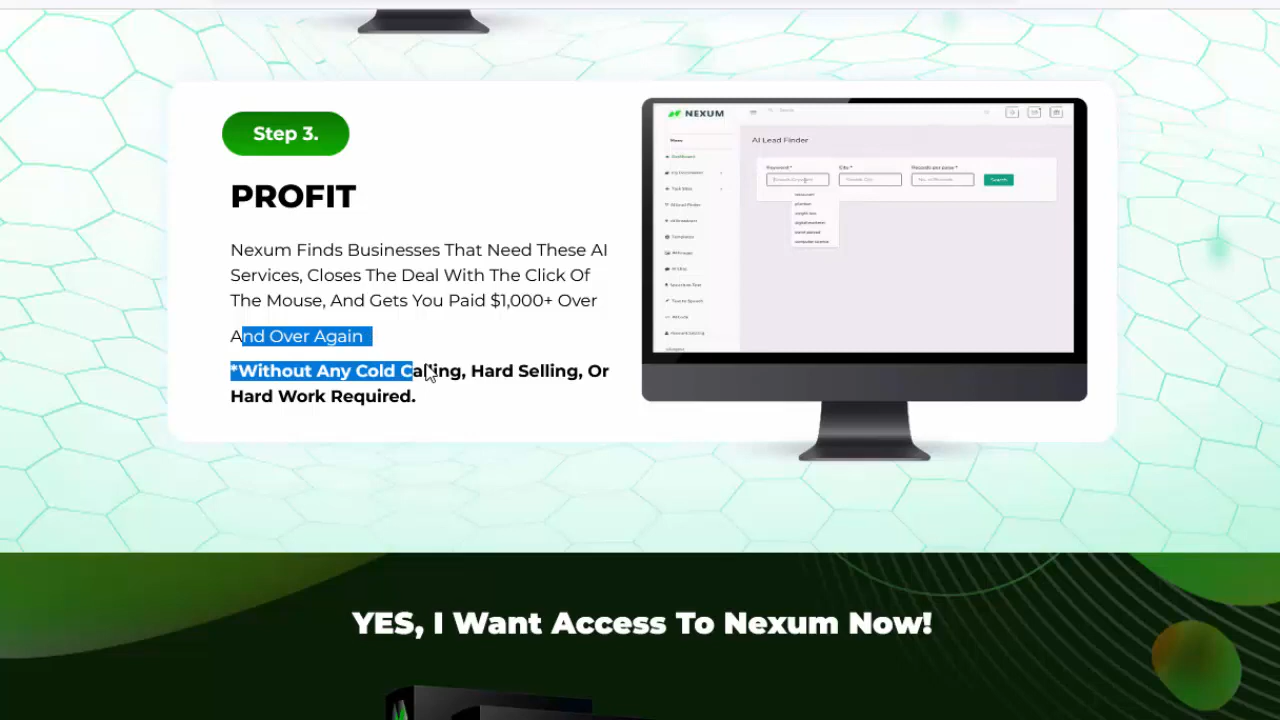 Step 3.
PROFIT
Nexum Finds Businesses That Need These AI
Services, Closes The Deal With The Click Of
The Mouse, And Gets You Paid $1,000+ Over
And Over Again
*Without Any Cold Calling, Hard Selling, Or
Hard Work Required.
NEXUM
AI Lead Finder
Search
YES, I Want Access To Nexum Now!